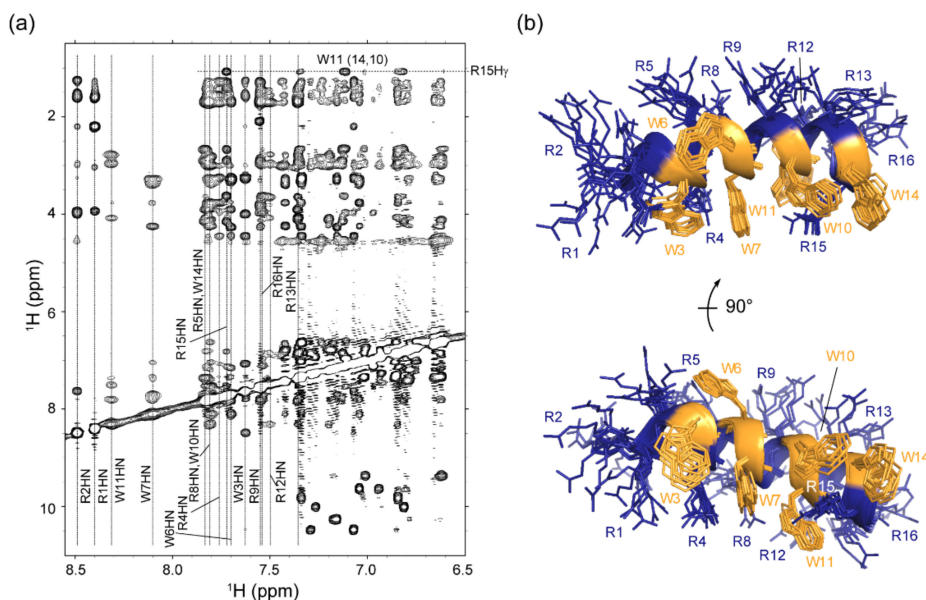 (a)
(b)
W11 (14,10)
R15Hγ
2
4
6
8
10
¹H (ppm)
R2HN
R1HN
W11HN
W7HN
W6HN
R4HN
R8HN,W10HN
R15HN
R5HN,W14HN
W3HN
R9HN
R16HN
R13HN
R12HN
8.5
8.0
7.5
7.0
6.5
¹H (ppm)
R9
R12
R5
R8
R13
W6
R2
R16
W14
W11
W10
R1
W3
W7
R4
R15
90°
R5
W6
R9
W10
R2
R13
W14
R15
W3
W7
R1
R4
R8
R12
W11
R16